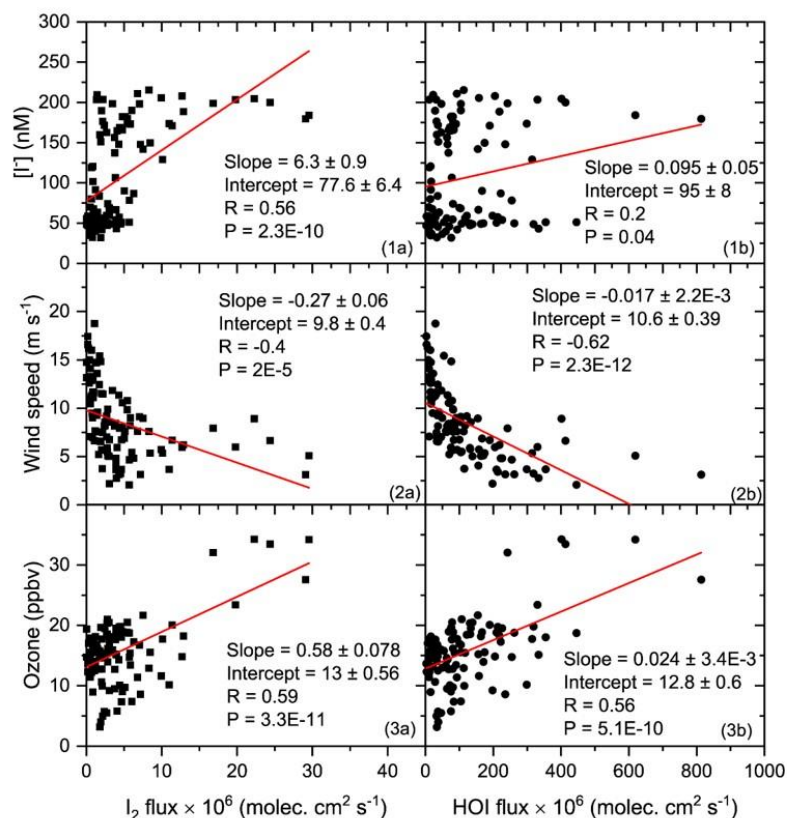 300
250
200
150
100
50
0
[I⁻] (nM)
Slope = 6.3 ± 0.9
Intercept = 77.6 ± 6.4
R = 0.56
P = 2.3E-10
(1a)
Slope = 0.095 ± 0.05
Intercept = 95 ± 8
R = 0.2
P = 0.04
(1b)
20
15
10
5
0
Wind speed (m s⁻¹)
Slope = -0.27 ± 0.06
Intercept = 9.8 ± 0.4
R = -0.4
P = 2E-5
(2a)
Slope = -0.017 ± 2.2E-3
Intercept = 10.6 ± 0.39
R = -0.62
P = 2.3E-12
(2b)
30
20
10
0
Ozone (ppbv)
Slope = 0.58 ± 0.078
Intercept = 13 ± 0.56
R = 0.59
P = 3.3E-11
(3a)
Slope = 0.024 ± 3.4E-3
Intercept = 12.8 ± 0.6
R = 0.56
P = 5.1E-10
(3b)
0 10 20 30 40
0 200 400 600 800 1000
I₂ flux × 10⁶ (molec. cm² s⁻¹)
HOI flux × 10⁶ (molec. cm² s⁻¹)